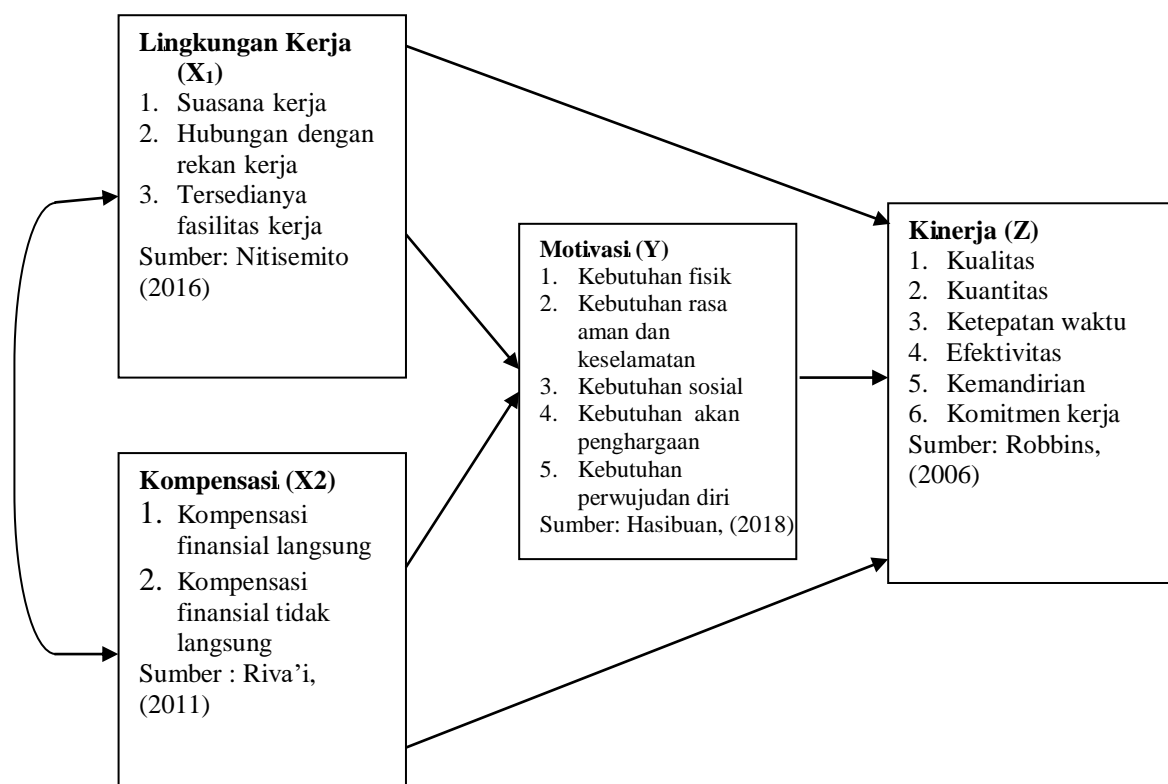 Lingkungan Kerja
(X₁)
1. Suasana kerja
2. Hubungan dengan
rekan kerja
3. Tersedianya
fasilitas kerja
Sumber: Nitisemito
(2016)
Kompensasi (X2)
1. Kompensasi
finansial langsung
2. Kompensasi
finansial tidak
langsung
Sumber : Riva’i,
(2011)
Motivasi (Y)
1. Kebutuhan fisik
2. Kebutuhan rasa
aman dan
keselamatan
3. Kebutuhan sosial
4. Kebutuhan akan
penghargaan
5. Kebutuhan
perwujudan diri
Sumber: Hasibuan, (2018)
Kinerja (Z)
1. Kualitas
2. Kuantitas
3. Ketepatan waktu
4. Efektivitas
5. Kemandirian
6. Komitmen kerja
Sumber: Robbins,
(2006)